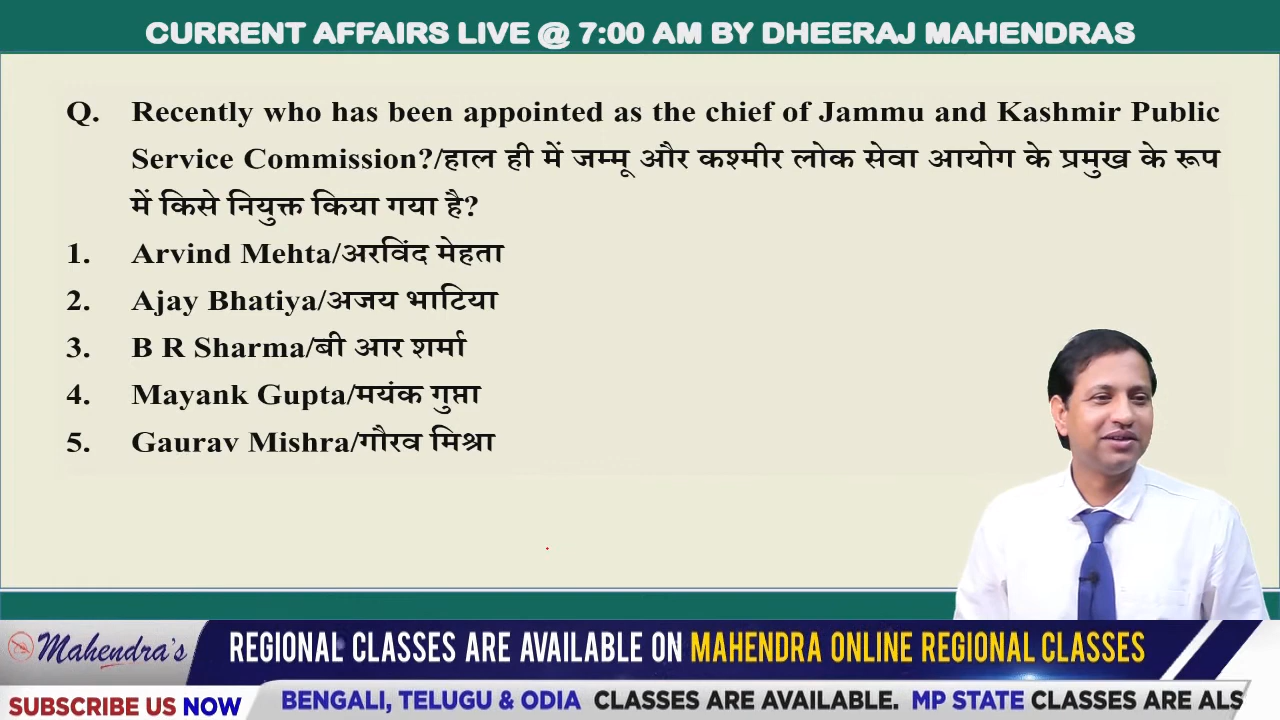 CURRENT AFFAIRS LIVE @ 7:00 AM BY DHEERAJ MAHENDRAS
Q. Recently who has been appointed as the chief of Jammu and Kashmir Public
Service Commission?/हाल ही में जम्मू और कश्मीर लोक सेवा आयोग के प्रमुख के रूप
में किसे नियुक्त किया गया है?
1. Arvind Mehta/अरविंद मेहता
2. Ajay Bhatiya/अजय भाटिया
3. B R Sharma/बी आर शर्मा
4. Mayank Gupta/मयंक गुप्ता
5. Gaurav Mishra/गौरव मिश्रा
Mahendra's REGIONAL CLASSES ARE AVAILABLE ON MAHENDRA ONLINE REGIONAL CLASSES
SUBSCRIBE US NOW BENGALI, TELUGU & ODIA CLASSES ARE AVAILABLE. MP STATE CLASSES ARE ALS